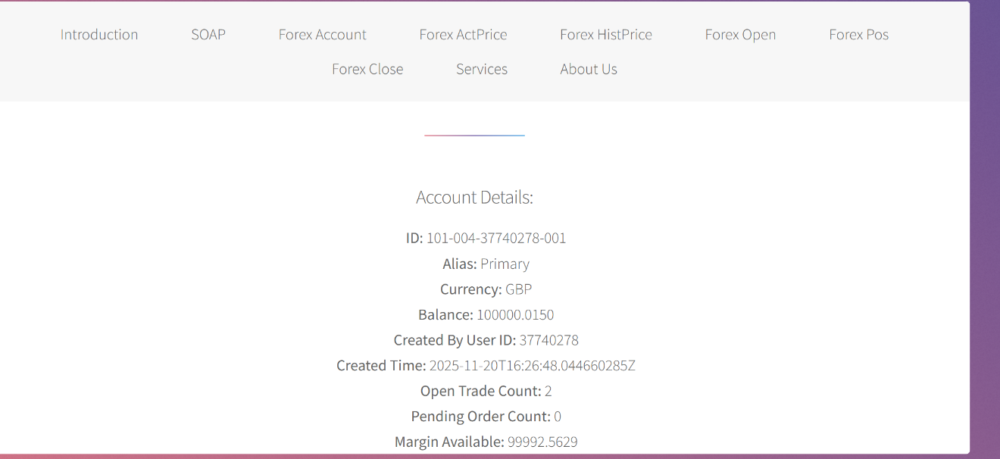 Introduction SOAP Forex Account Forex ActPrice Forex HistPrice Forex Open Forex Pos
Forex Close Services About Us
Account Details:
ID: 101-004-37740278-001
Alias: Primary
Currency: GBP
Balance: 100000.0150
Created By User ID: 37740278
Created Time: 2025-11-20T16:26:48.044660285Z
Open Trade Count: 2
Pending Order Count: 0
Margin Available: 99992.5629